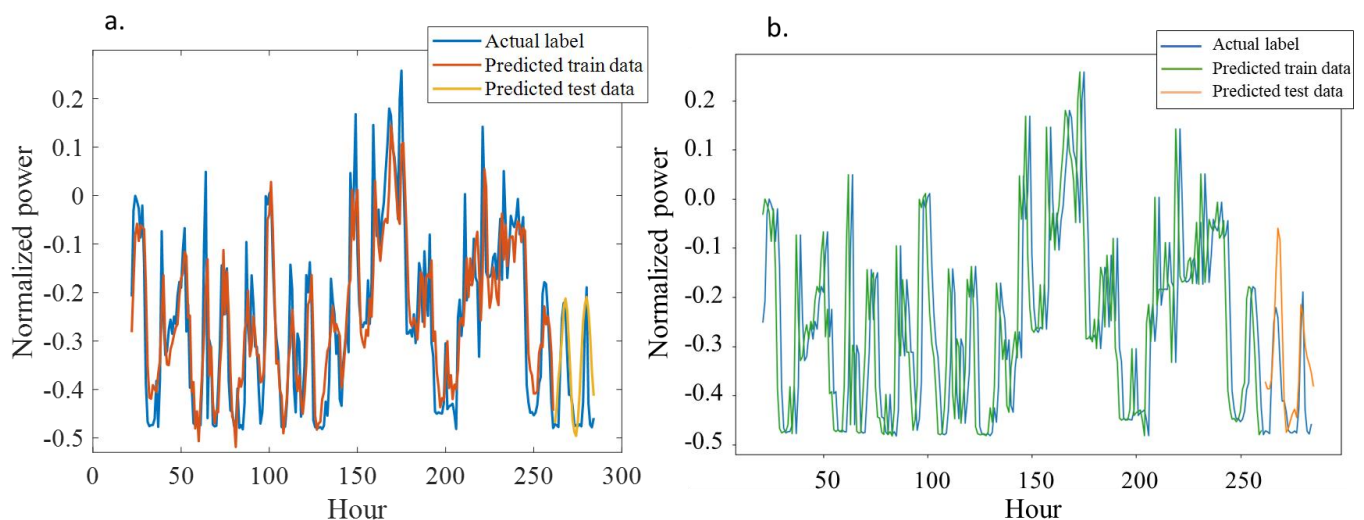 a.
Actual label
Predicted train data
Predicted test data
0.2
0.1
0
-0.1
-0.2
-0.3
-0.4
-0.5
0
50
100
150
200
250
300
Normalized power
Hour
b.
Actual label
Predicted train data
Predicted test data
0.2
0.1
0.0
-0.1
-0.2
-0.3
-0.4
-0.5
50
100
150
200
250
Normalized power
Hour